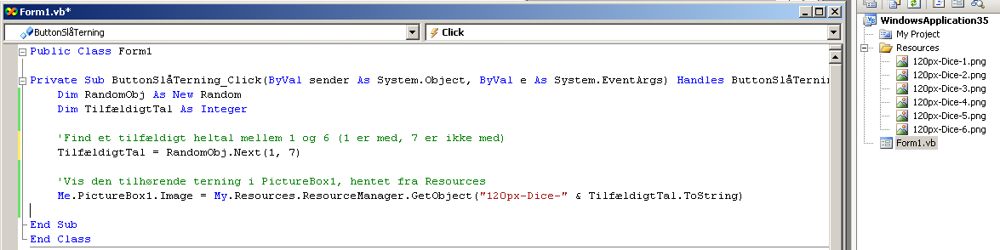 Form1.vb*
ButtonSlåTerning
Click
Public Class Form1
Private Sub ButtonSlåTerning_Click(ByVal sender As System.Object, ByVal e As System.EventArgs) Handles ButtonSlåTernin
Dim RandomObj As New Random
Dim TilfældigtTal As Integer
'Find et tilfældigt heltal mellem 1 og 6 (1 er med, 7 er ikke med)
TilfældigtTal = RandomObj.Next(1, 7)
'Vis den tilhørende terning i PictureBox1, hentet fra Resources
Me.PictureBox1.Image = My.Resources.ResourceManager.GetObject("120px-Dice-" & TilfældigtTal.ToString)
End Sub
End Class
WindowsApplication35
My Project
Resources
120px-Dice-1.png
120px-Dice-2.png
120px-Dice-3.png
120px-Dice-4.png
120px-Dice-5.png
120px-Dice-6.png
Form1.vb